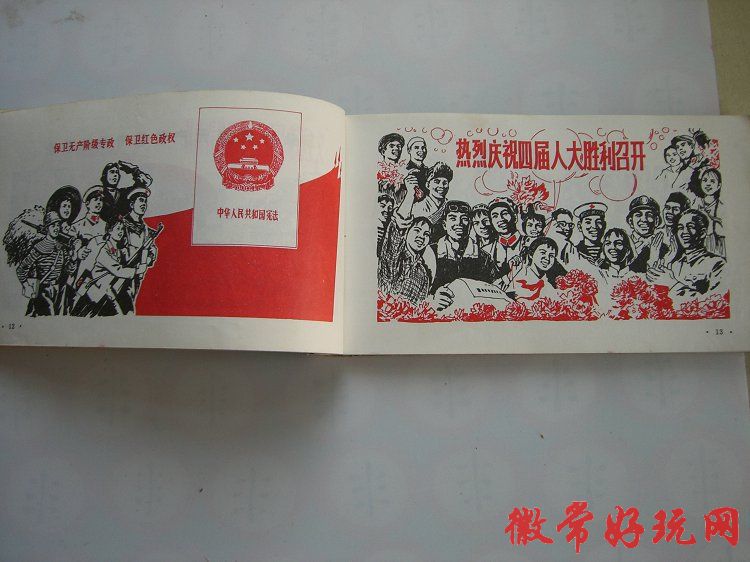 保卫无产阶级专政 保卫红色政权
中华人民共和国宪法
· 12 ·
热烈庆祝四届人大胜利召开
· 13 ·
徽常好玩网